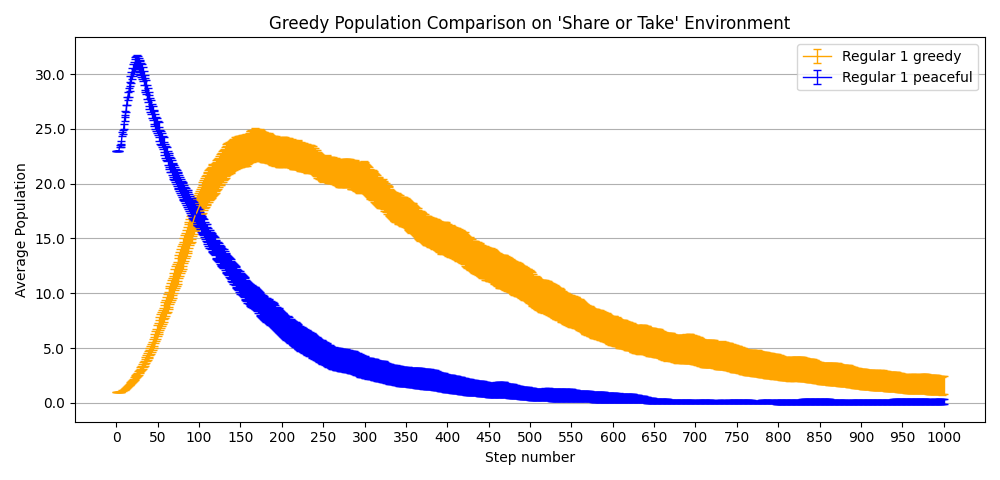 Greedy Population Comparison on 'Share or Take' Environment
Regular 1 greedy
Regular 1 peaceful
Average Population
30.0
25.0
20.0
15.0
10.0
5.0
0.0
0 50 100 150 200 250 300 350 400 450 500 550 600 650 700 750 800 850 900 950 1000
Step number